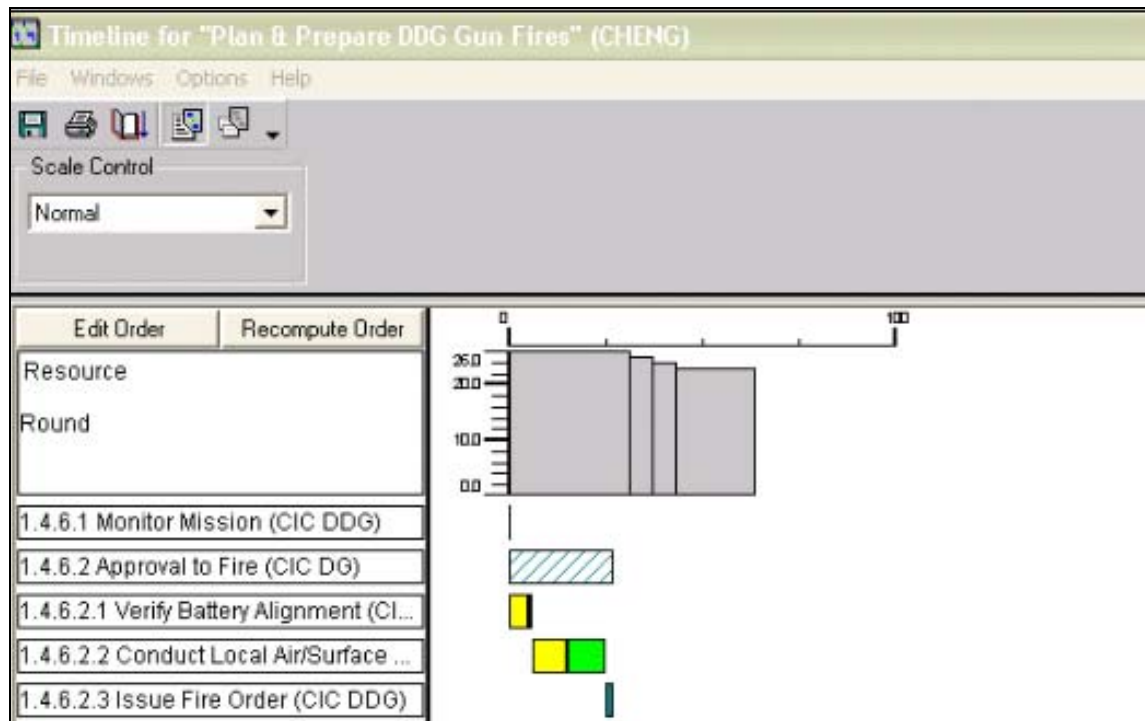 Timeline for "Plan & Prepare DDG Gun Fires" (CHENG)
File Windows Options Help
Scale Control
Normal
Edit Order Recompute Order
0 100
Resource
Round
25.0
20.0
10.0
0.0
1.4.6.1 Monitor Mission (CIC DDG)
1.4.6.2 Approval to Fire (CIC DG)
1.4.6.2.1 Verify Battery Alignment (CI...
1.4.6.2.2 Conduct Local Air/Surface ...
1.4.6.2.3 Issue Fire Order (CIC DDG)